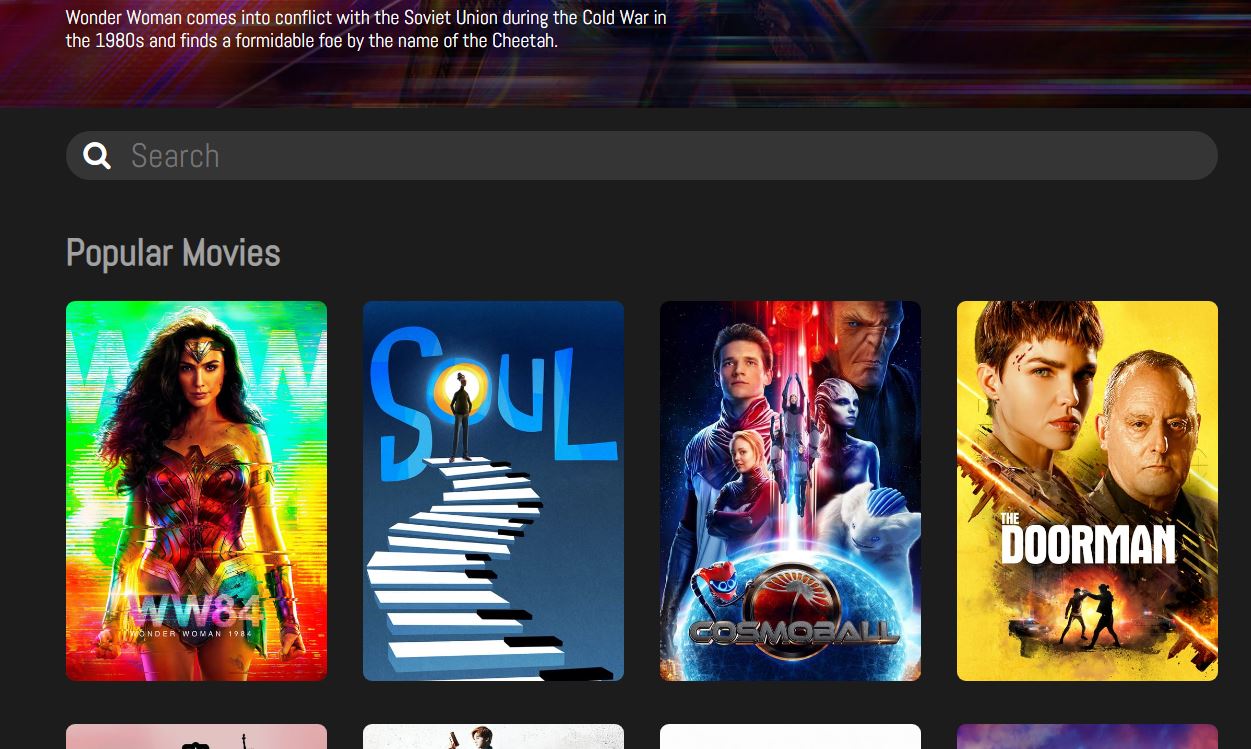 Wonder Woman comes into conflict with the Soviet Union during the Cold War in
the 1980s and finds a formidable foe by the name of the Cheetah.
Search
Popular Movies
WW
WW84
WONDER WOMAN 1984
SOUL
COSMOBALL
THE
DOORMAN